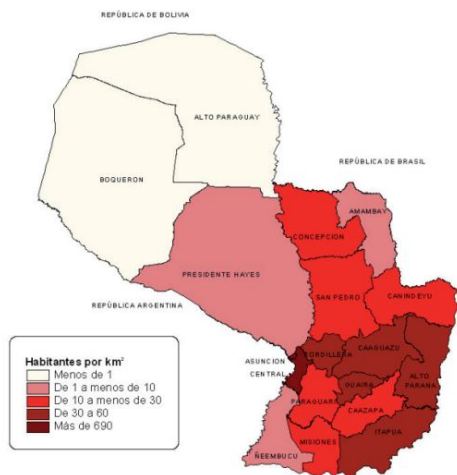 REPÚBLICA DE BOLIVIA
ALTO PARAGUAY
BOQUERON
REPÚBLICA DE BRASIL
AMAMBAY
CONCEPCION
PRESIDENTE HAYES
SAN PEDRO
CANINDEYU
REPÚBLICA ARGENTINA
ASUNCION
CORDILLERA
CAAGUAZU
CENTRAL
GUAIRA
ALTO
PARANA
PARAGUARI
CAAZAPA
ITAPUA
MISIONES
ÑEEMBUCU
Habitantes por km²
Menos de 1
De 1 a menos de 10
De 10 a menos de 30
De 30 a 60
Más de 690